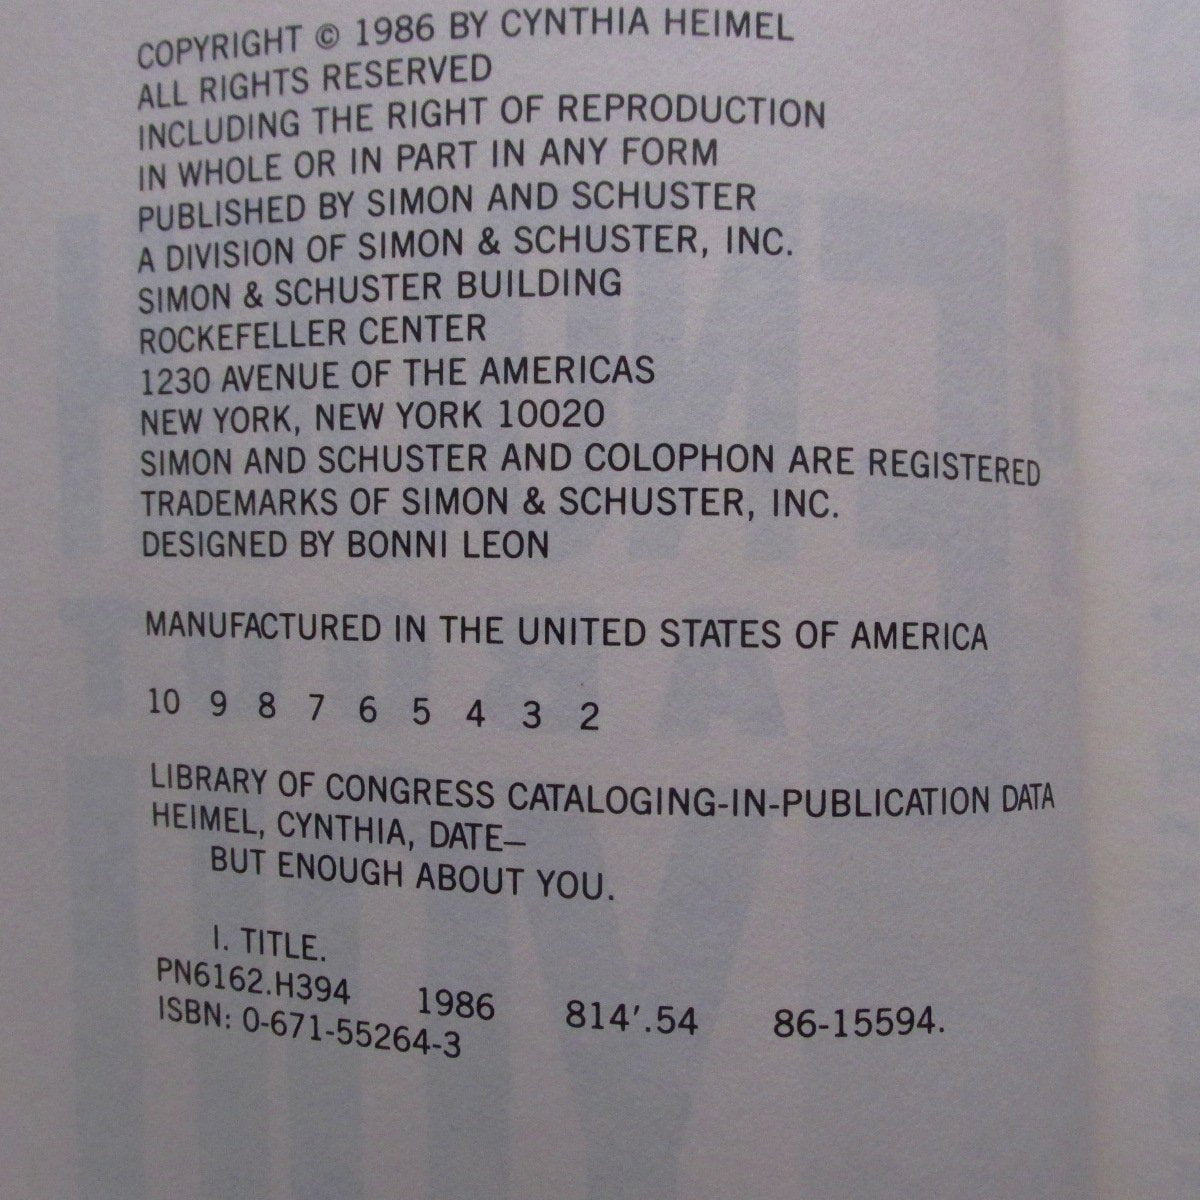 COPYRIGHT © 1986 BY CYNTHIA HEIMEL
ALL RIGHTS RESERVED
INCLUDING THE RIGHT OF REPRODUCTION
IN WHOLE OR IN PART IN ANY FORM
PUBLISHED BY SIMON AND SCHUSTER
A DIVISION OF SIMON & SCHUSTER, INC.
SIMON & SCHUSTER BUILDING
ROCKEFELLER CENTER
1230 AVENUE OF THE AMERICAS
NEW YORK, NEW YORK 10020
SIMON AND SCHUSTER AND COLOPHON ARE REGISTERED
TRADEMARKS OF SIMON & SCHUSTER, INC.
DESIGNED BY BONNI LEON
MANUFACTURED IN THE UNITED STATES OF AMERICA
10 9 8 7 6 5 4 3 2
LIBRARY OF CONGRESS CATALOGING-IN-PUBLICATION DATA
HEIMEL, CYNTHIA, DATE—
BUT ENOUGH ABOUT YOU.
I. TITLE.
PN6162.H394 1986 814'.54 86-15594.
ISBN: 0-671-55264-3